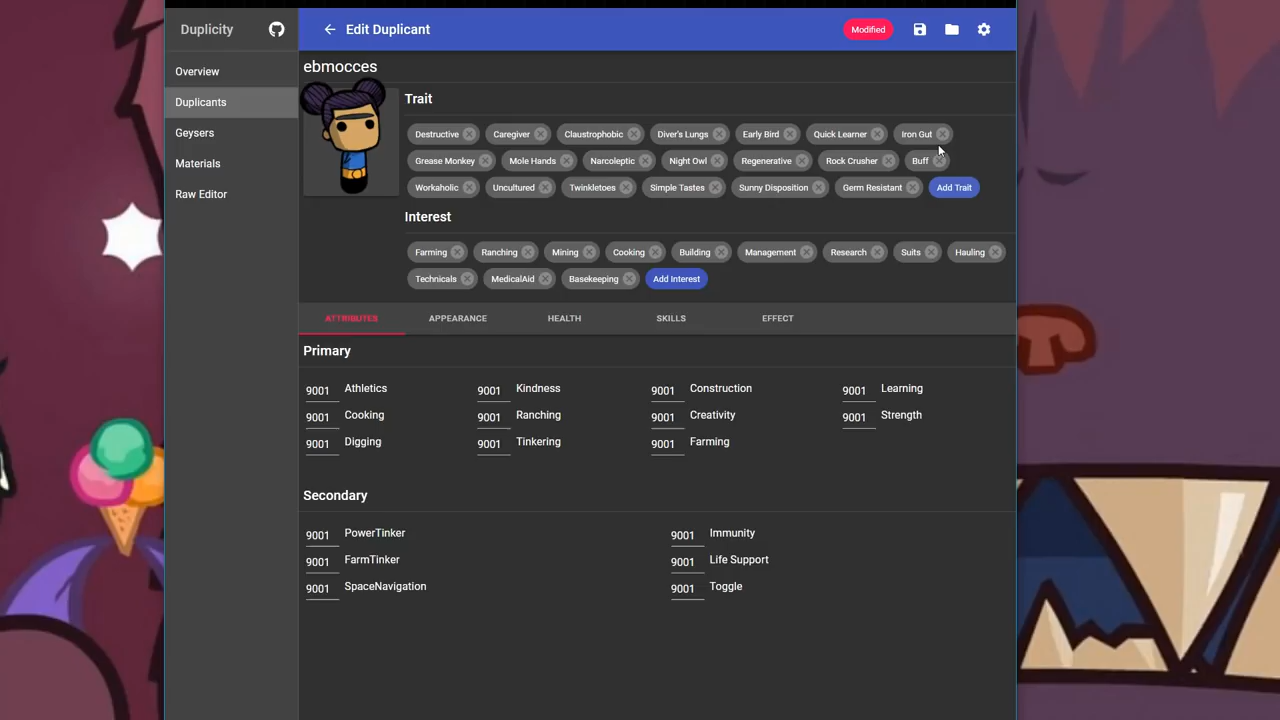 Duplicity
Edit Duplicant
Modified
Overview
Duplicants
Geysers
Materials
Raw Editor
ebmocces
Trait
Destructive Caregiver Claustrophobic Diver's Lungs Early Bird Quick Learner Iron Gut
Grease Monkey Mole Hands Narcoleptic Night Owl Regenerative Rock Crusher Buff
Workaholic Uncultured Twinkletoes Simple Tastes Sunny Disposition Germ Resistant Add Trait
Interest
Farming Ranching Mining Cooking Building Management Research Suits Hauling
Technicals MedicalAid Basekeeping Add Interest
ATTRIBUTES APPEARANCE HEALTH SKILLS EFFECT
Primary
9001 Athletics 9001 Kindness 9001 Construction 9001 Learning
9001 Cooking 9001 Ranching 9001 Creativity 9001 Strength
9001 Digging 9001 Tinkering 9001 Farming
Secondary
9001 PowerTinker 9001 Immunity
9001 FarmTinker 9001 Life Support
9001 SpaceNavigation 9001 Toggle